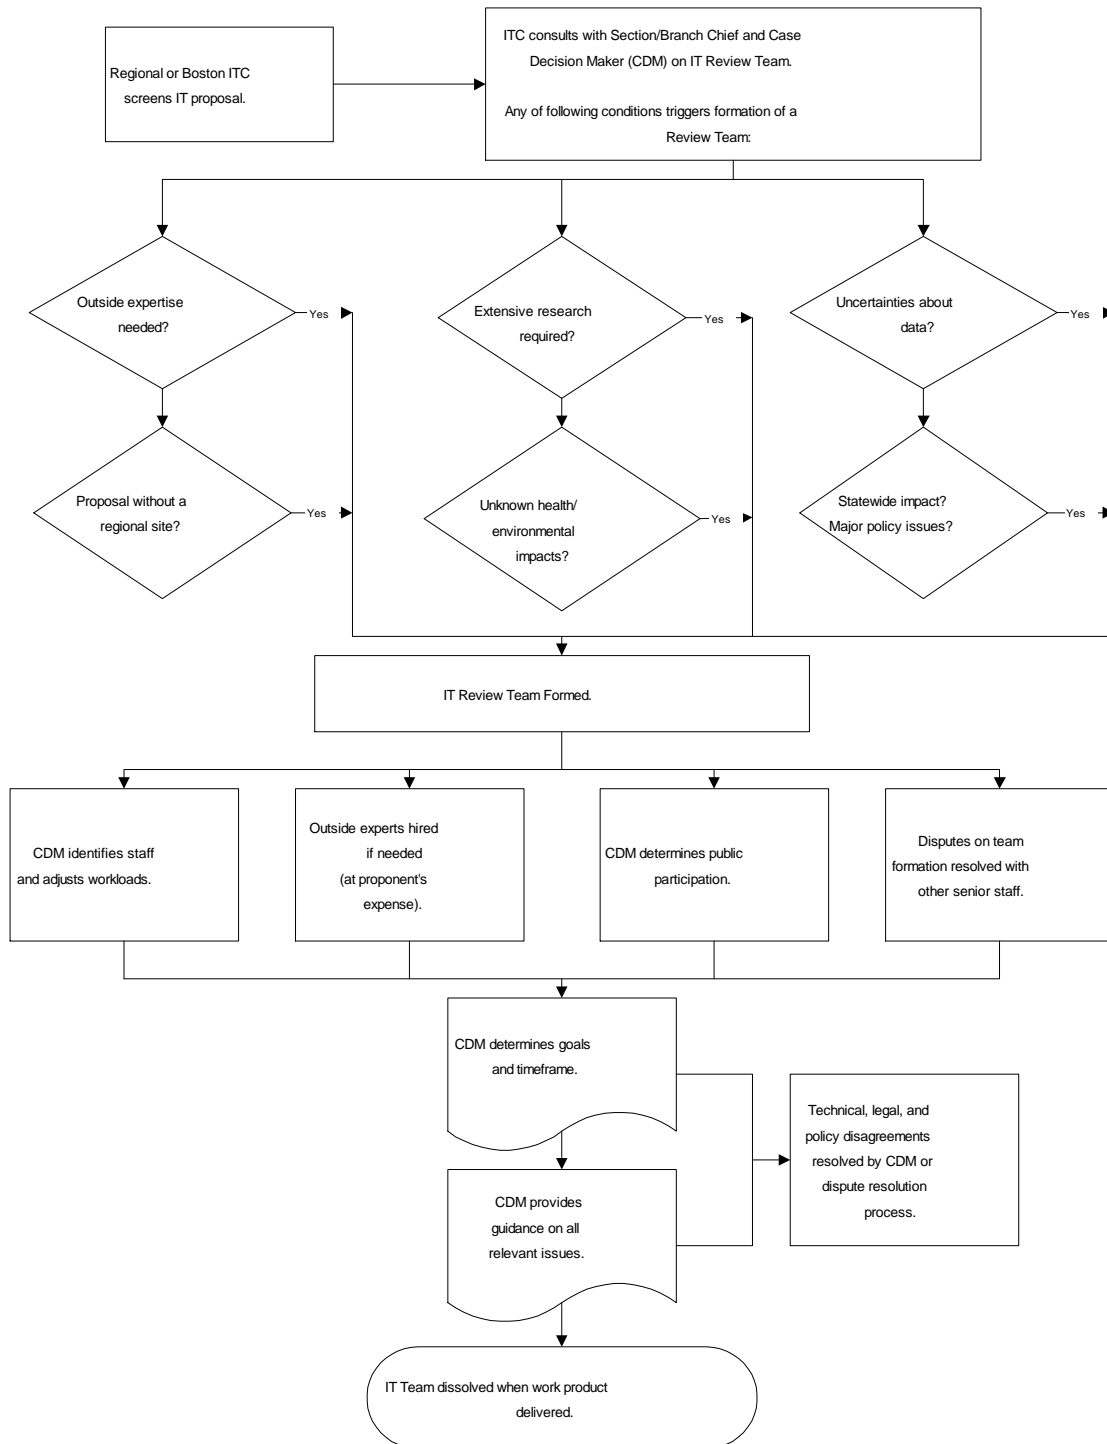 Regional or Boston ITC
screens IT proposal.
ITC consults with Section/Branch Chief and Case
Decision Maker (CDM) on IT Review Team.
Any of following conditions triggers formation of a
Review Team:
Outside expertise
needed?
Yes
Extensive research
required?
Yes
Uncertainties about
data?
Yes
Proposal without a
regional site?
Yes
Unknown health/
environmental
impacts?
Yes
Statewide impact?
Major policy issues?
Yes
IT Review Team Formed.
CDM identifies staff
and adjusts workloads.
Outside experts hired
if needed
(at proponent's
expense).
CDM determines public
participation.
Disputes on team
formation resolved with
other senior staff.
CDM determines goals
and timeframe.
Technical, legal, and
policy disagreements
resolved by CDM or
dispute resolution
process.
CDM provides
guidance on all
relevant issues.
IT Team dissolved when work product
delivered.